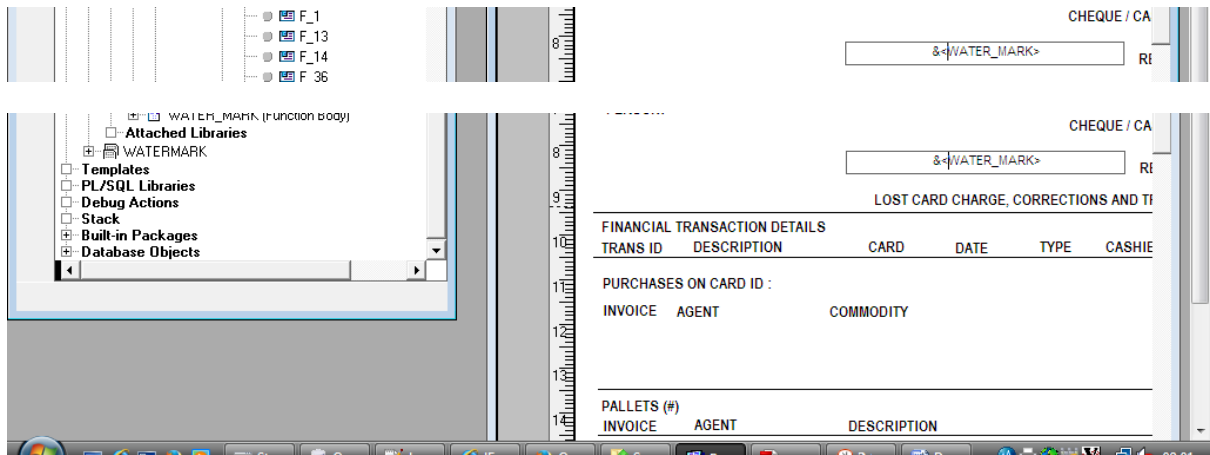 F_1
F_13
F_14
F_36
CHEQUE / CA
8
&<WATER_MARK>
RE
WATER_MARK (Function Body)
Attached Libraries
WATERMARK
Templates
PL/SQL Libraries
Debug Actions
Stack
Built-in Packages
Database Objects
CHEQUE / CA
8
&<WATER_MARK>
RE
9
LOST CARD CHARGE, CORRECTIONS AND TR
FINANCIAL TRANSACTION DETAILS
10
TRANS ID DESCRIPTION CARD DATE TYPE CASHIE
11
PURCHASES ON CARD ID :
INVOICE AGENT COMMODITY
12
13
PALLETS (#)
14
INVOICE AGENT DESCRIPTION